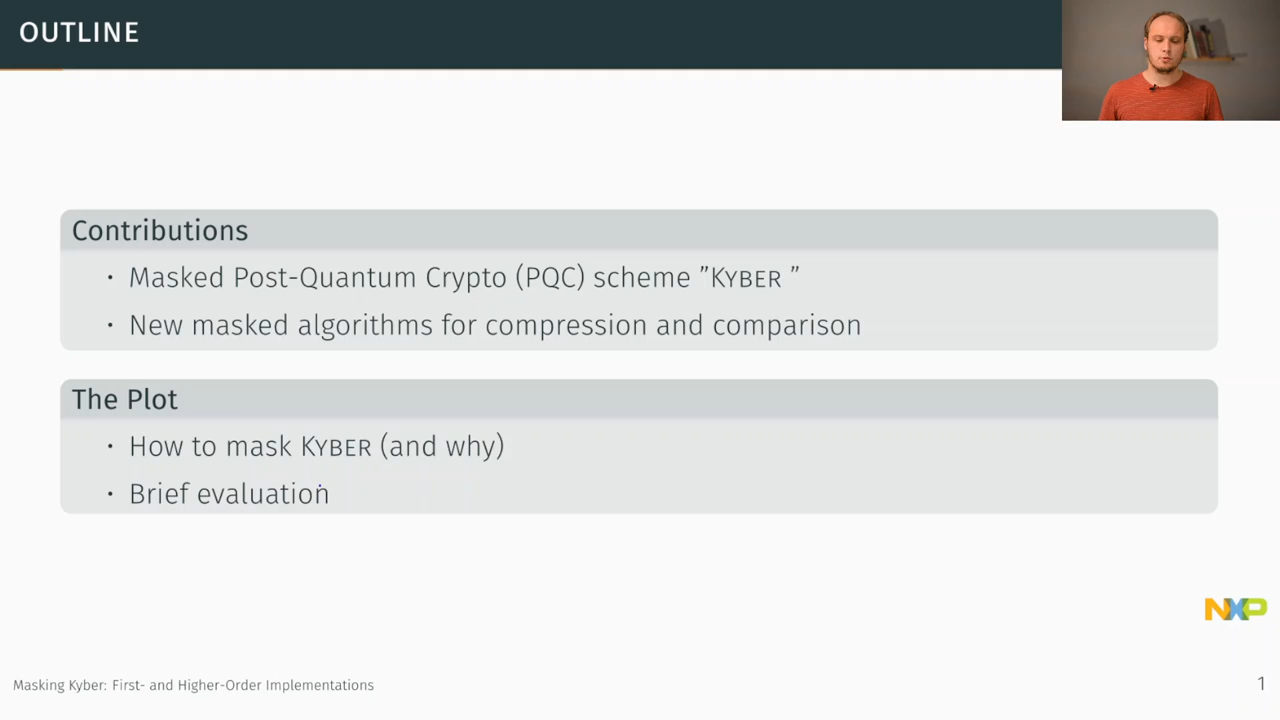 OUTLINE
Contributions
· Masked Post-Quantum Crypto (PQC) scheme ”KYBER ”
· New masked algorithms for compression and comparison
The Plot
· How to mask KYBER (and why)
· Brief evaluation
NXP
Masking Kyber: First- and Higher-Order Implementations
1